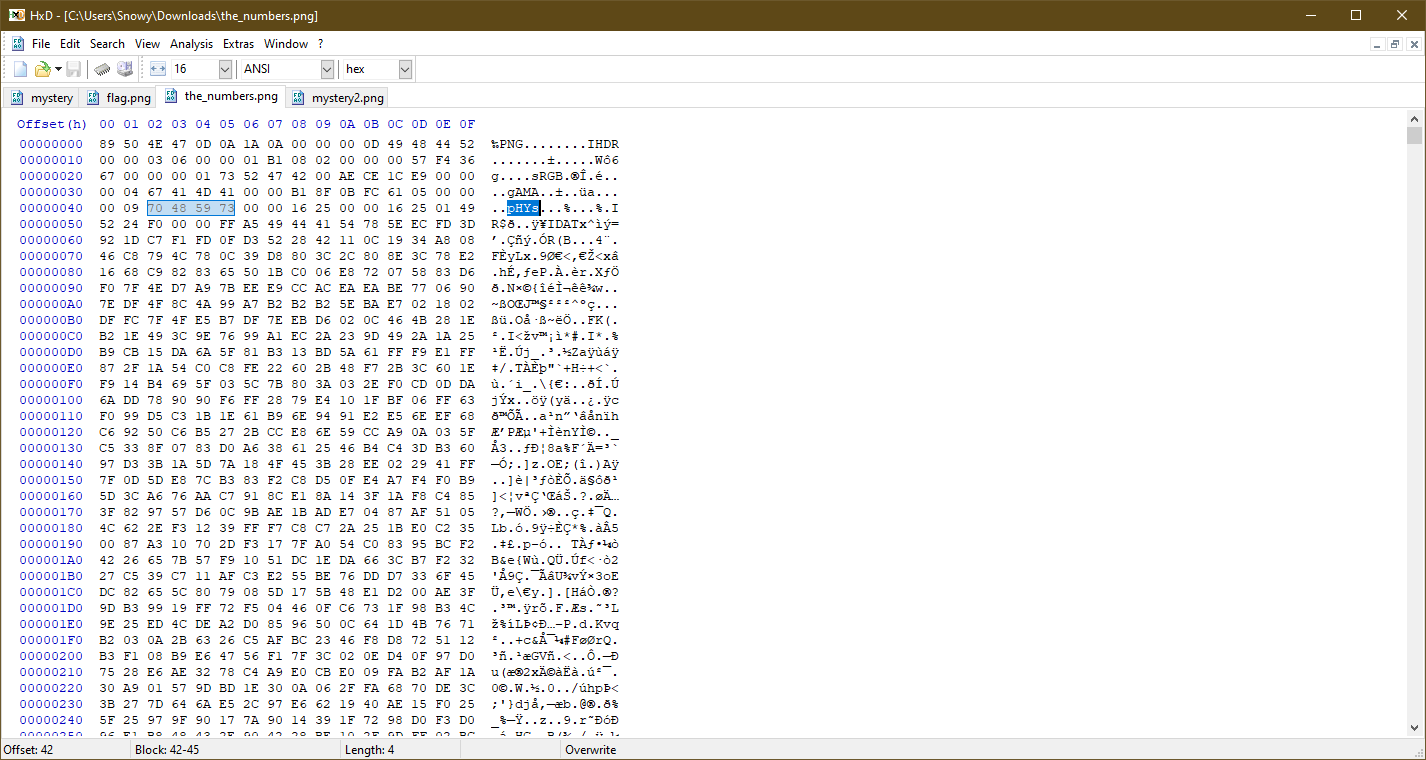 HxD - [C:\Users\Snowy\Downloads\the_numbers.png]
File Edit Search View Analysis Extras Window ?
16 ANSI hex
mystery flag.png the_numbers.png mystery2.png
Offset(h) 00 01 02 03 04 05 06 07 08 09 0A 0B 0C 0D 0E 0F
00000000 89 50 4E 47 0D 0A 1A 0A 00 00 00 0D 49 48 44 52 ‰PNG........IHDR
00000010 00 00 03 06 00 00 01 B1 08 02 00 00 00 57 F4 36 .......±.....Wô6
00000020 67 00 00 00 01 73 52 47 42 00 AE CE 1C E9 00 00 g....sRGB.®Î.é..
00000030 00 04 67 41 4D 41 00 00 B1 8F 0B FC 61 05 00 00 ..gAMA..±..üa...
00000040 00 09 70 48 59 73 00 00 16 25 00 00 16 25 01 49 ..pHYs...%...%.I
00000050 52 24 F0 00 00 FF A5 49 44 41 54 78 5E EC FD 3D R$ð..ÿ¥IDATx^ìý=
00000060 92 1D C7 F1 FD 0F D3 52 28 42 11 0C 19 34 A8 08 ’.Çñý.ÓR(B...4¨.
00000070 46 C8 79 4C 78 0C 39 D8 80 3C 2C 80 8E 3C 78 E2 FÈyLx.9Ø€<,€Ž<xâ
00000080 16 68 C9 82 83 65 50 1B C0 06 E8 72 07 58 83 D6 .hÉ‚ƒeP.À.èr.XƒÖ
00000090 F0 7F 4E D7 A9 7B EE E9 CC AC EA EA BE 77 06 90 ð.N×©{îéÌ¬êê¾w..
000000A0 7E DF 4F 8C 4A 99 A7 B2 B2 B2 5E BA E7 02 18 02 ~ßOŒJ™§²²²^ºç...
000000B0 DF FC 7F 4F E5 B7 DF 7E EB D6 02 0C 46 4B 28 1E ßü.Oå·ß~ëÖ..FK(.
000000C0 B2 1E 49 3C 9E 76 99 A1 EC 2A 23 9D 49 2A 1A 25 ².I<žv™¡ì*#.I*.%
000000D0 B9 CB 15 DA 6A 5F 81 B3 13 BD 5A 61 FF F9 E1 FF ¹Ë.Új_.³.½Zaÿùáÿ
000000E0 87 2F 1A 54 C0 C8 FE 22 60 2B 48 F7 2B 3C 60 1E ‡/.TÀÈþ"`+H÷+<`.
000000F0 F9 14 B4 69 5F 03 5C 7B 80 3A 03 2E F0 CD 0D DA ù.´i_.\{€:..ðÍ.Ú
00000100 6A DD 78 90 90 F6 FF 28 79 E4 10 1F BF 06 FF 63 jÝx..öÿ(yä..¿.ÿc
00000110 F0 99 D5 C3 1B 1E 61 B9 6E 94 91 E2 E5 6E EF 68 ð™ÕÃ..a¹n”‘âånïh
00000120 C6 92 50 C6 B5 27 2B CC E8 6E 59 CC A9 0A 03 5F Æ’PÆµ'+ÌènYÌ©.._
00000130 C5 33 8F 07 83 D0 A6 38 61 25 46 B4 C4 3D B3 60 Å3..ƒÐ¦8a%F´Ä=³`
00000140 97 D3 3B 1A 5D 7A 18 4F 45 3B 28 EE 02 29 41 FF —Ó;.]z.OE;(î.)Aÿ
00000150 7F 0D 5D E8 7C B3 83 F2 C8 D5 0F E4 A7 F4 F0 B9 ..]è|³ƒòÈÕ.ä§ôð¹
00000160 5D 3C A6 76 AA C7 91 8C E1 8A 14 3F 1A F8 C4 85 ]<¦vªÇ‘ŒáŠ.?.øÄ…
00000170 3F 82 97 57 D6 0C 9B AE 1B AD E7 04 87 AF 51 05 ?‚—WÖ.›®.­ç.‡¯Q.
00000180 4C 62 2E F3 12 39 FF F7 C8 C7 2A 25 1B E0 C2 35 Lb.ó.9ÿ÷ÈÇ*%.àÂ5
00000190 00 87 A3 10 70 2D F3 17 7F A0 54 C0 83 95 BC F2 .‡£.p-ó.. TÀƒ•¼ò
000001A0 42 26 65 7B 57 F9 10 51 DC 1E DA 66 3C B7 F2 32 B&e{Wù.QÜ.Úf<·ò2
000001B0 27 C5 39 C7 11 AF C3 E2 55 BE 76 DD D7 33 6F 45 'Å9Ç.¯ÃâU¾vÝ×3oE
000001C0 DC 82 65 5C 80 79 08 5D 17 5B 48 E1 D2 00 AE 3F Ü‚e\€y.].[HáÒ.®?
000001D0 9D B3 99 19 FF 72 F5 04 46 0F C6 73 1F 98 B3 4C .³™.ÿrõ.F.Æs.˜³L
000001E0 9E 25 ED 4C DE A2 D0 85 96 50 0C 64 1D 4B 76 71 ž%íLÞ¢Ð…–P.d.Kvq
000001F0 B2 03 0A 2B 63 26 C5 AF BC 23 46 F8 D8 72 51 12 ²..+c&Å¯¼#FøØrQ.
00000200 B3 F1 08 B9 E6 47 56 F1 7F 3C 02 0E D4 0F 97 D0 ³ñ.¹æGVñ.<..Ô.—Ð
00000210 75 28 E6 AE 32 78 C4 A9 E0 CB E0 09 FA B2 AF 1A u(æ®2xÄ©àËà.ú²¯.
00000220 30 A9 01 57 9D BD 1E 30 0A 06 2F FA 68 70 DE 3C 0©.W.½.0../úhpÞ<
00000230 3B 27 7D 64 6A E5 2C 97 E6 62 19 40 AE 15 F0 25 ;'}djå,—æb.@®.ð%
00000240 5F 25 97 9F 90 17 7A 90 14 39 1F 72 98 D0 F3 D0 _%—Ÿ..z..9.r˜ÐóÐ
Offset: 42 Block: 42-45 Length: 4 Overwrite